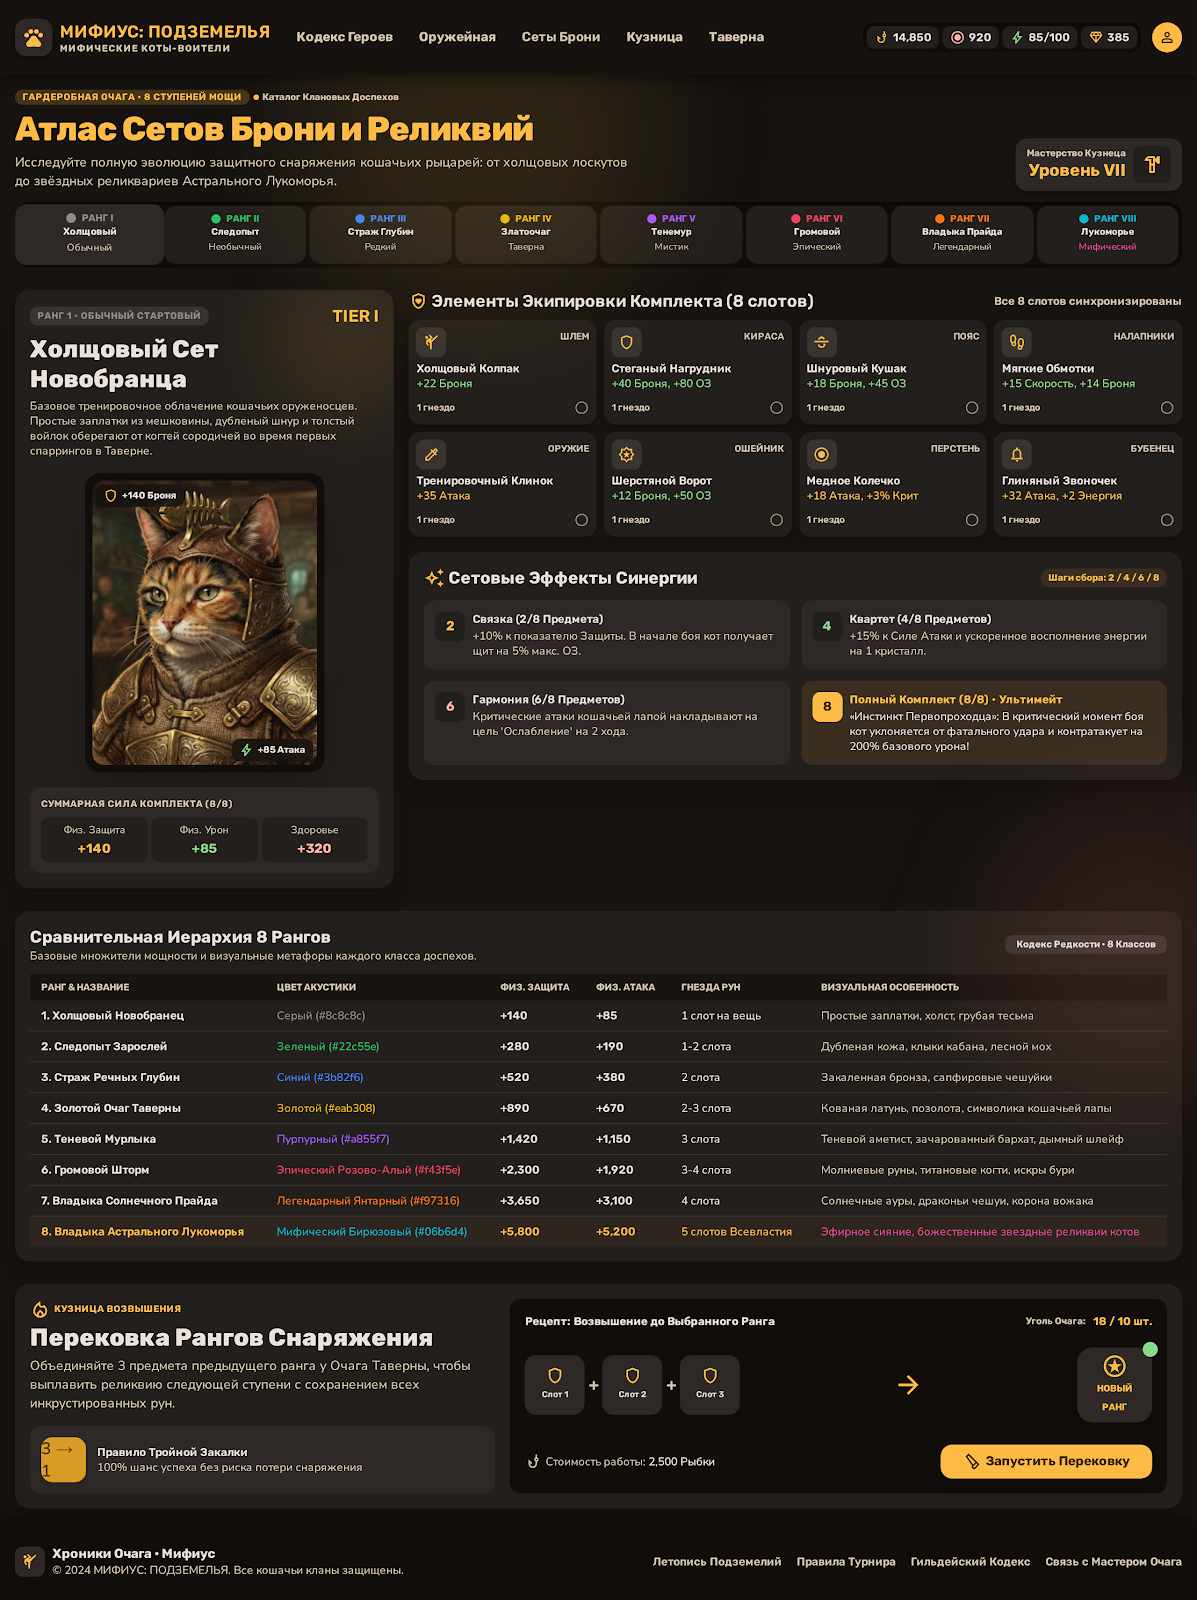 МИФИУС: ПОДЗЕМЕЛЬЯ
МИФИЧЕСКИЕ КОТЫ-ВОИТЕЛИ
Кодекс Героев
Оружейная
Сеты Брони
Кузница
Таверна
14,850
920
85/100
385
ГАРДЕРОБНАЯ ОЧАГА • 8 СТУПЕНЕЙ МОЩИ
Каталог Клановых Доспехов
Атлас Сетов Брони и Реликвий
Исследуйте полную эволюцию защитного снаряжения кошачьих рыцарей: от холщовых лоскутов
до звёздных реликвариев Астрального Лукоморья.
Мастерство Кузнеца
Уровень VII
РАНГ I
Холщовый
Обычный
РАНГ II
Следопыт
Необычный
РАНГ III
Страж Глубин
Редкий
РАНГ IV
Златоочаг
Таверна
РАНГ V
Тенемур
Мистик
РАНГ VI
Громовой
Эпический
РАНГ VII
Владыка Прайда
Легендарный
РАНГ VIII
Лукоморье
Мифический
РАНГ 1 • ОБЫЧНЫЙ СТАРТОВЫЙ
TIER I
Холщовый Сет
Новобранца
Базовое тренировочное облачение кошачьих оруженосцев.
Простые заплатки из мешковины, дубленый шнур и толстый
войлок оберегают от когтей сородичей во время первых
спаррингов в Таверне.
+140 Броня
+85 Атака
СУММАРНАЯ СИЛА КОМПЛЕКТА (8/8)
Физ. Защита
+140
Физ. Урон
+85
Здоровье
+320
Элементы Экипировки Комплекта (8 слотов)
Все 8 слотов синхронизированы
ШЛЕМ
Холщовый Колпак
+22 Броня
1 гнездо
КИРАСА
Стеганый Нагрудник
+40 Броня, +80 ОЗ
1 гнездо
ПОЯС
Шнуровый Кушак
+18 Броня, +45 ОЗ
1 гнездо
НАЛАПНИКИ
Мягкие Обмотки
+15 Скорость, +14 Броня
1 гнездо
ОРУЖИЕ
Тренировочный Клинок
+35 Атака
1 гнездо
ОШЕЙНИК
Шерстяной Ворот
+12 Броня, +50 ОЗ
1 гнездо
ПЕРСТЕНЬ
Медное Колечко
+18 Атака, +3% Крит
1 гнездо
БУБЕНЕЦ
Глиняный Звоночек
+32 Атака, +2 Энергия
1 гнездо
Сетовые Эффекты Синергии
Шаги сбора: 2 / 4 / 6 / 8
2
Связка (2/8 Предмета)
+10% к показателю Защиты. В начале боя кот получает
щит на 5% макс. ОЗ.
4
Квартет (4/8 Предметов)
+15% к Силе Атаки и ускоренное восполнение энергии
на 1 кристалл.
6
Гармония (6/8 Предметов)
Критические атаки кошачьей лапой накладывают на
цель 'Ослабление' на 2 хода.
8
Полный Комплект (8/8) • Ультимейт
«Инстинкт Первопроходца»: В критический момент боя
кот уклоняется от фатального удара и контратакует на
200% базового урона!
Сравнительная Иерархия 8 Рангов
Базовые множители мощности и визуальные метафоры каждого класса доспехов.
Кодекс Редкости • 8 Классов
РАНГ & НАЗВАНИЕ ЦВЕТ АКУСТИКИ ФИЗ. ЗАЩИТА ФИЗ. АТАКА ГНЕЗДА РУН ВИЗУАЛЬНАЯ ОСОБЕННОСТЬ
1. Холщовый Новобранец Серый (#8c8c8c) +140 +85 1 слот на вещь Простые заплатки, холст, грубая тесьма
2. Следопыт Зарослей Зеленый (#22c55e) +280 +190 1-2 слота Дубленая кожа, клыки кабана, лесной мох
3. Страж Речных Глубин Синий (#3b82f6) +520 +380 2 слота Закаленная бронза, сапфировые чешуйки
4. Золотой Очаг Таверны Золотой (#eab308) +890 +670 2-3 слота Кованая латунь, позолота, символика кошачьей лапы
5. Теневой Мурлыка Пурпурный (#a855f7) +1,420 +1,150 3 слота Теневой аметист, зачарованный бархат, дымный шлейф
6. Громовой Шторм Эпический Розово-Алый (#f43f5e) +2,300 +1,920 3-4 слота Молниевые руны, титановые когти, искры бури
7. Владыка Солнечного Прайда Легендарный Янтарный (#f97316) +3,650 +3,100 4 слота Солнечные ауры, драконьи чешуи, корона вожака
8. Владыка Астрального Лукоморья Мифический Бирюзовый (#06b6d4) +5,800 +5,200 5 слотов Всевластия Эфирное сияние, божественные звездные реликвии котов
КУЗНИЦА ВОЗВЫШЕНИЯ
Перековка Рангов Снаряжения
Объединяйте 3 предмета предыдущего ранга у Очага Таверны, чтобы
выплавить реликвию следующей ступени с сохранением всех
инкрустированных рун.
3 →
1
Правило Тройной Закалки
100% шанс успеха без риска потери снаряжения
Рецепт: Возвышение до Выбранного Ранга
Уголь Очага: 18 / 10 шт.
Слот 1
+
Слот 2
+
Слот 3
НОВЫЙ
РАНГ
Стоимость работы: 2,500 Рыбки
Запустить Перековку
Хроники Очага • Мифиус
© 2024 МИФИУС: ПОДЗЕМЕЛЬЯ. Все кошачьи кланы защищены.
Летопись Подземелий
Правила Турнира
Гильдейский Кодекс
Связь с Мастером Очага